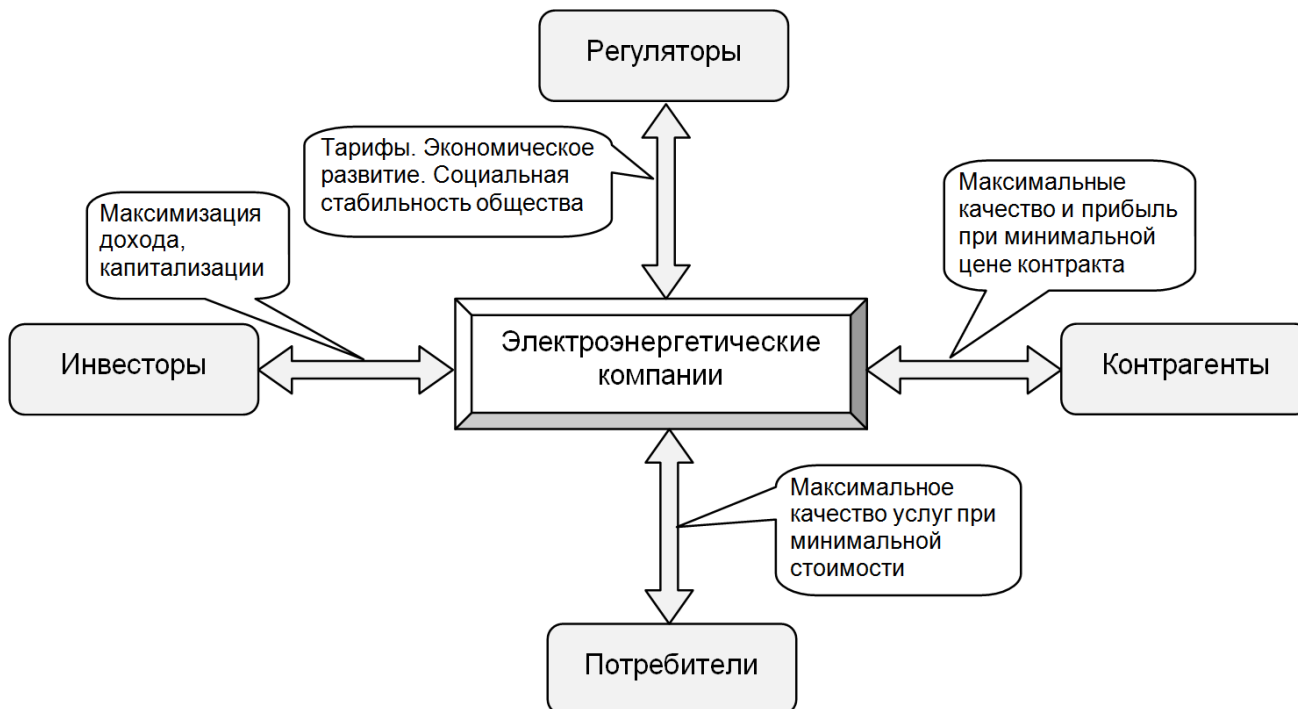 Регуляторы
Тарифы. Экономическое
развитие. Социальная
стабильность общества
Максимизация
дохода,
капитализации
Максимальные
качество и прибыль
при минимальной
цене контракта
Инвесторы
Электроэнергетические
компании
Контрагенты
Максимальное
качество услуг при
минимальной
стоимости
Потребители